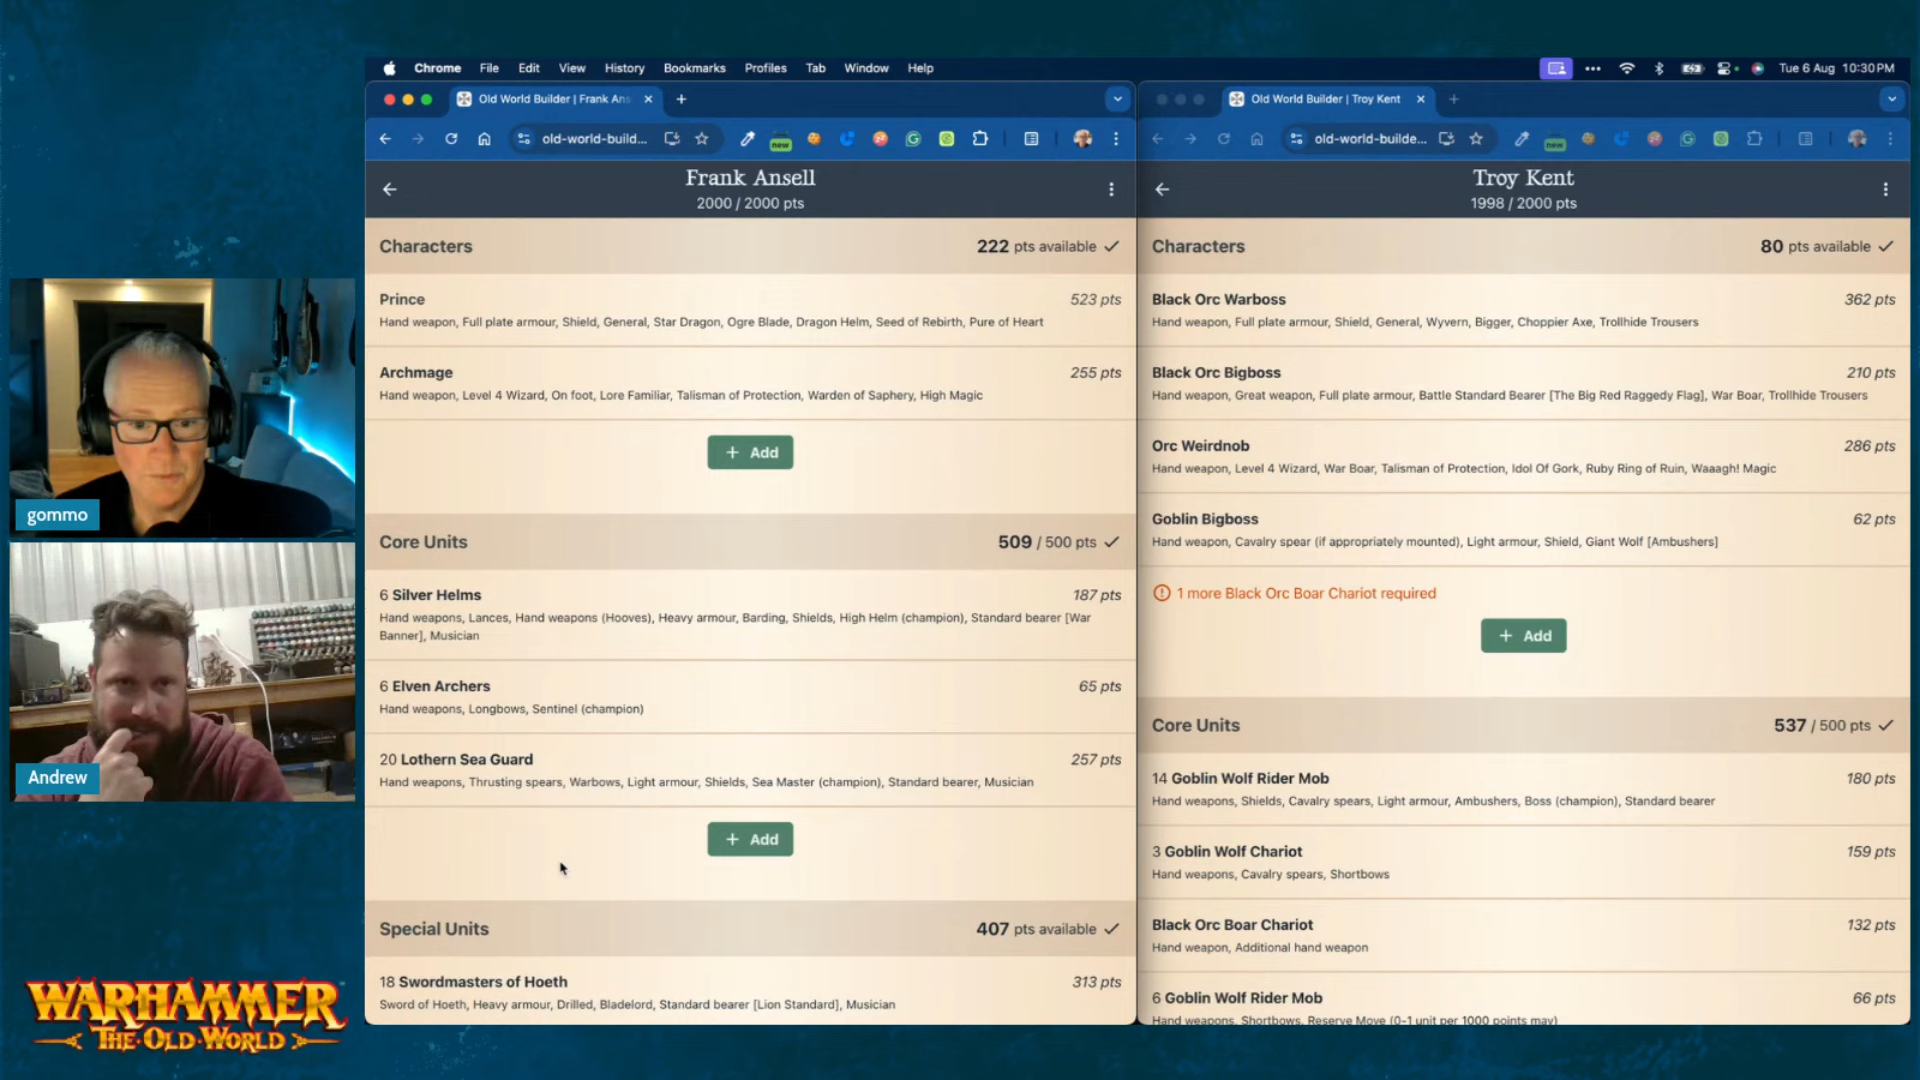 Chrome File Edit View History Bookmarks Profiles Tab Window Help
Tue 6 Aug 10:30 PM
Old World Builder | Frank Ans
old-world-build...
new
Frank Ansell
2000 / 2000 pts
Characters 222 pts available
Prince 523 pts
Hand weapon, Full plate armour, Shield, General, Star Dragon, Ogre Blade, Dragon Helm, Seed of Rebirth, Pure of Heart
Archmage 255 pts
Hand weapon, Level 4 Wizard, On foot, Lore Familiar, Talisman of Protection, Warden of Saphery, High Magic
+ Add
Core Units 509 / 500 pts
6 Silver Helms 187 pts
Hand weapons, Lances, Hand weapons (Hooves), Heavy armour, Barding, Shields, High Helm (champion), Standard bearer [War
Banner], Musician
6 Elven Archers 65 pts
Hand weapons, Longbows, Sentinel (champion)
20 Lothern Sea Guard 257 pts
Hand weapons, Thrusting spears, Warbows, Light armour, Shields, Sea Master (champion), Standard bearer, Musician
+ Add
Special Units 407 pts available
18 Swordmasters of Hoeth 313 pts
Sword of Hoeth, Heavy armour, Drilled, Bladelord, Standard bearer [Lion Standard], Musician
Old World Builder | Troy Kent
old-world-builde...
new
Troy Kent
1998 / 2000 pts
Characters 80 pts available
Black Orc Warboss 362 pts
Hand weapon, Full plate armour, Shield, General, Wyvern, Bigger, Choppier Axe, Trollhide Trousers
Black Orc Bigboss 210 pts
Hand weapon, Great weapon, Full plate armour, Battle Standard Bearer [The Big Red Raggedy Flag], War Boar, Trollhide Trousers
Orc Weirdnob 286 pts
Hand weapon, Level 4 Wizard, War Boar, Talisman of Protection, Idol Of Gork, Ruby Ring of Ruin, Waaagh! Magic
Goblin Bigboss 62 pts
Hand weapon, Cavalry spear (if appropriately mounted), Light armour, Shield, Giant Wolf [Ambushers]
1 more Black Orc Boar Chariot required
+ Add
Core Units 537 / 500 pts
14 Goblin Wolf Rider Mob 180 pts
Hand weapons, Shields, Cavalry spears, Light armour, Ambushers, Boss (champion), Standard bearer
3 Goblin Wolf Chariot 159 pts
Hand weapons, Cavalry spears, Shortbows
Black Orc Boar Chariot 132 pts
Hand weapon, Additional hand weapon
6 Goblin Wolf Rider Mob 66 pts
Hand weapons, Shortbows, Reserve Move (0-1 unit per 1000 points may)
gommo
Andrew
WARHAMMER
THE OLD WORLD